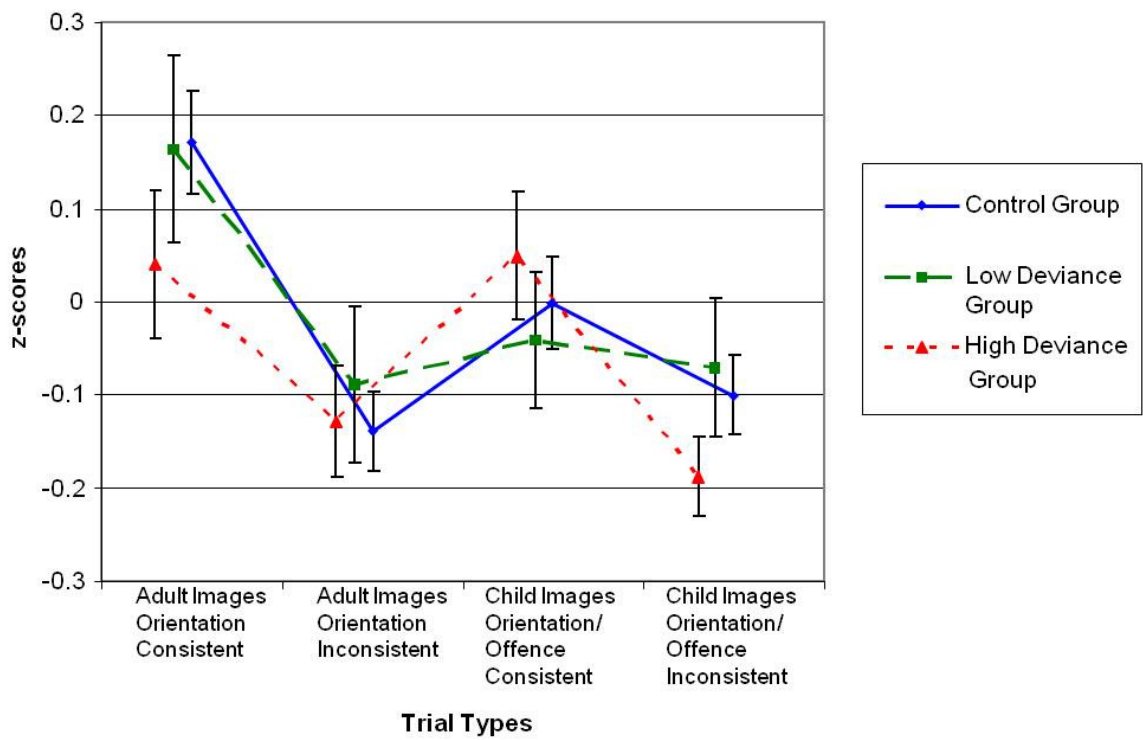 0.3
0.2
0.1
0
-0.1
-0.2
-0.3
z-scores
Adult Images
Orientation
Consistent
Adult Images
Orientation
Inconsistent
Child Images
Orientation/
Offence
Consistent
Child Images
Orientation/
Offence
Inconsistent
Trial Types
Control Group
Low Deviance
Group
High Deviance
Group